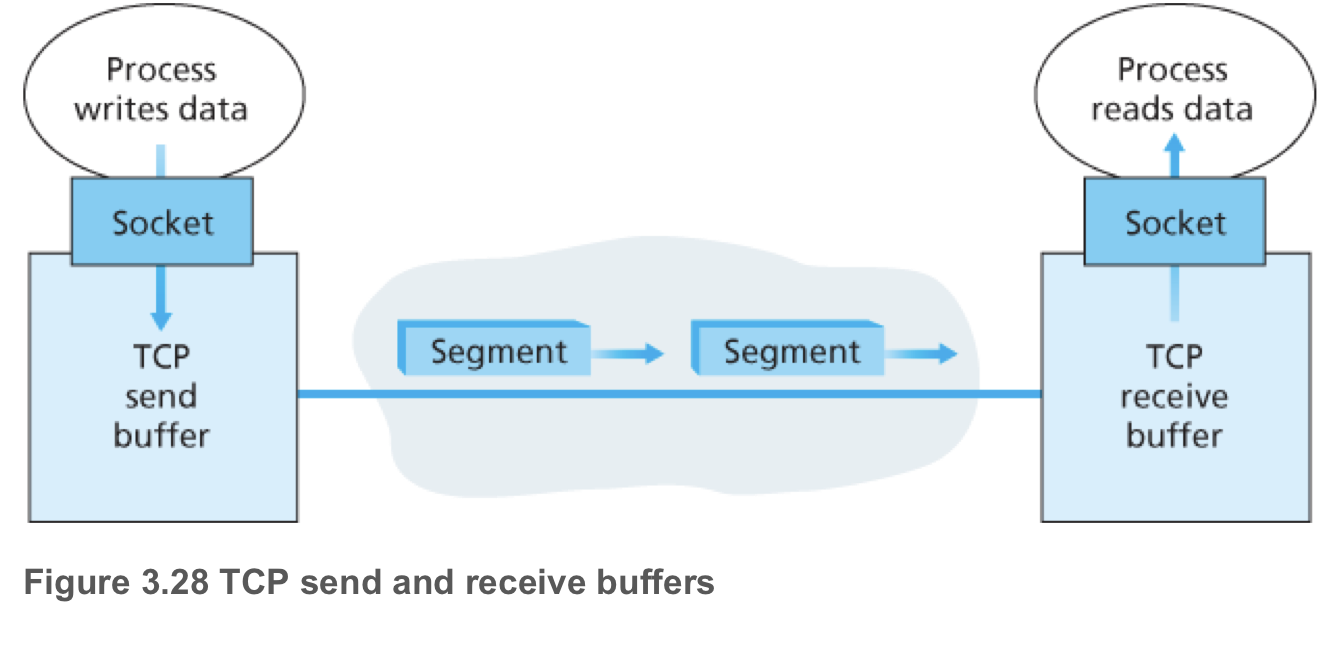 Process
writes data
Process
reads data
Socket
Socket
Segment
Segment
TCP
send
buffer
TCP
receive
buffer
Figure 3.28 TCP send and receive buffers